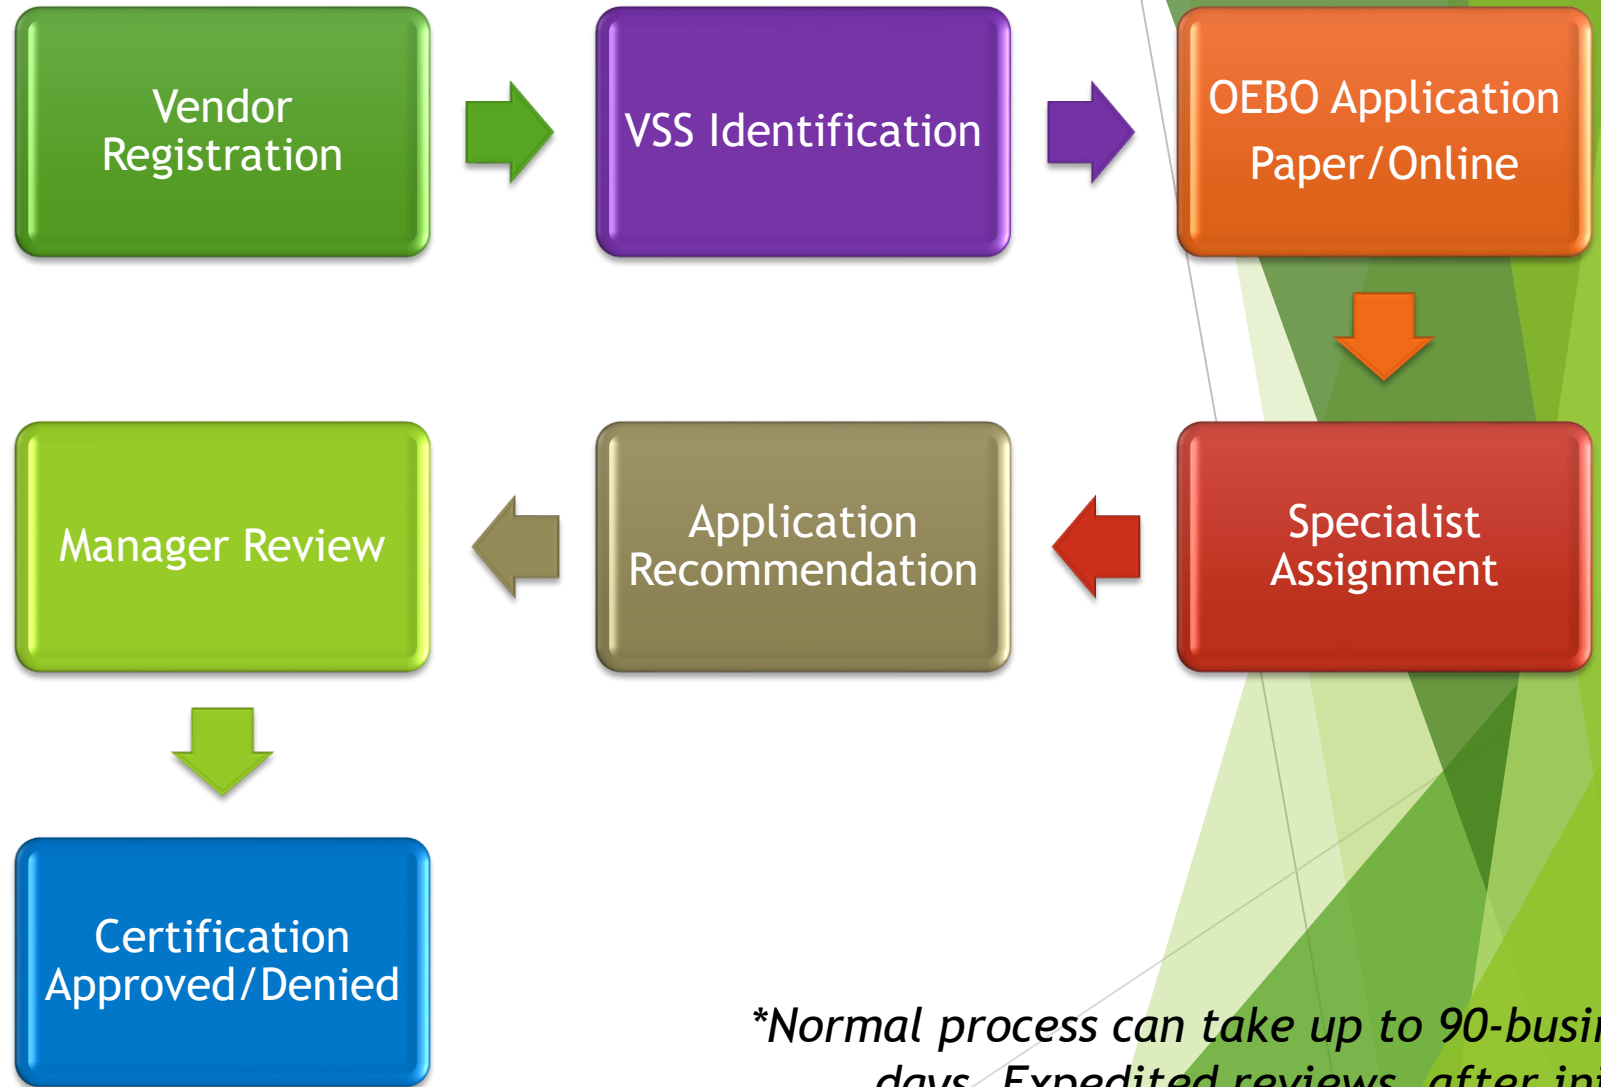 Vendor
Registration
VSS Identification
OEBO Application
Paper/Online
Specialist
Assignment
Application
Recommendation
Manager Review
Certification
Approved/Denied
*Normal process can take up to 90-busin
days. Expedited reviews, after ini